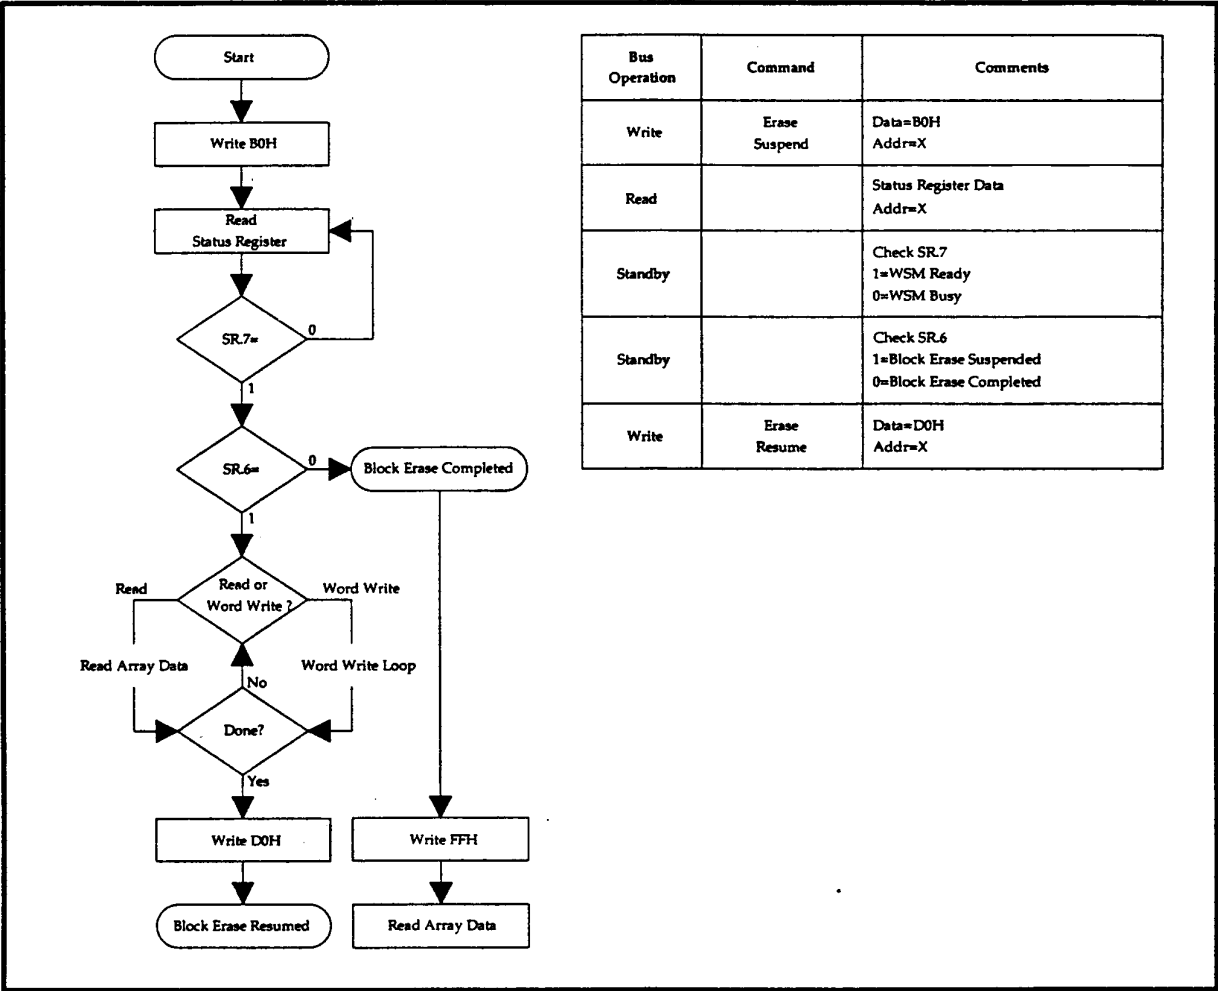 Start
Write B0H
Read
Status Register
SR.7=
0
1
SR.6=
0
Block Erase Completed
1
Read
Read or
Word Write ?
Word Write
Read Array Data
Word Write Loop
No
Done?
Yes
Write D0H
Write FFH
Block Erase Resumed
Read Array Data
Bus
Operation
Command
Comments
Write
Erase
Suspend
Data=B0H
Addr=X
Read
Status Register Data
Addr=X
Standby
Check SR.7
1=WSM Ready
0=WSM Busy
Standby
Check SR.6
1=Block Erase Suspended
0=Block Erase Completed
Write
Erase
Resume
Data=D0H
Addr=X